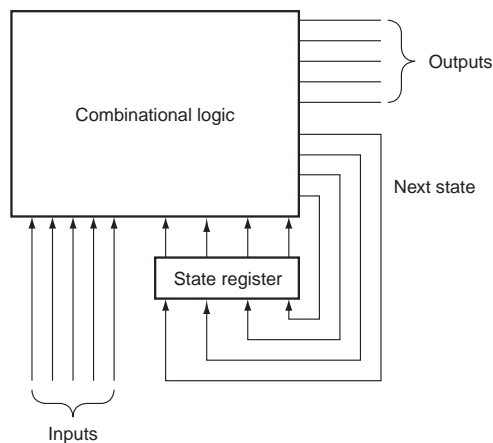 Combinational logic
Outputs
Next state
State register
Inputs